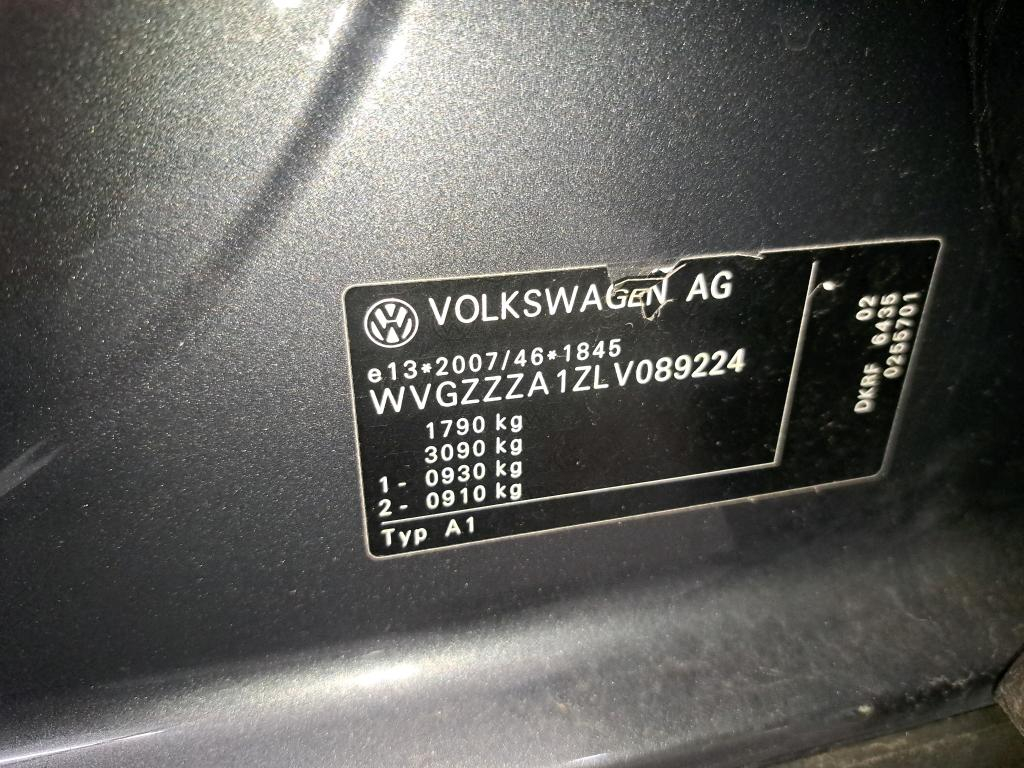 VOLKSWAGEN AG
e13*2007/46*1845
WVGZZZA1ZLV089224
1790 kg
3090 kg
1 - 0930 kg
2 - 0910 kg
Typ A1
DKRF 02
6435
0255701